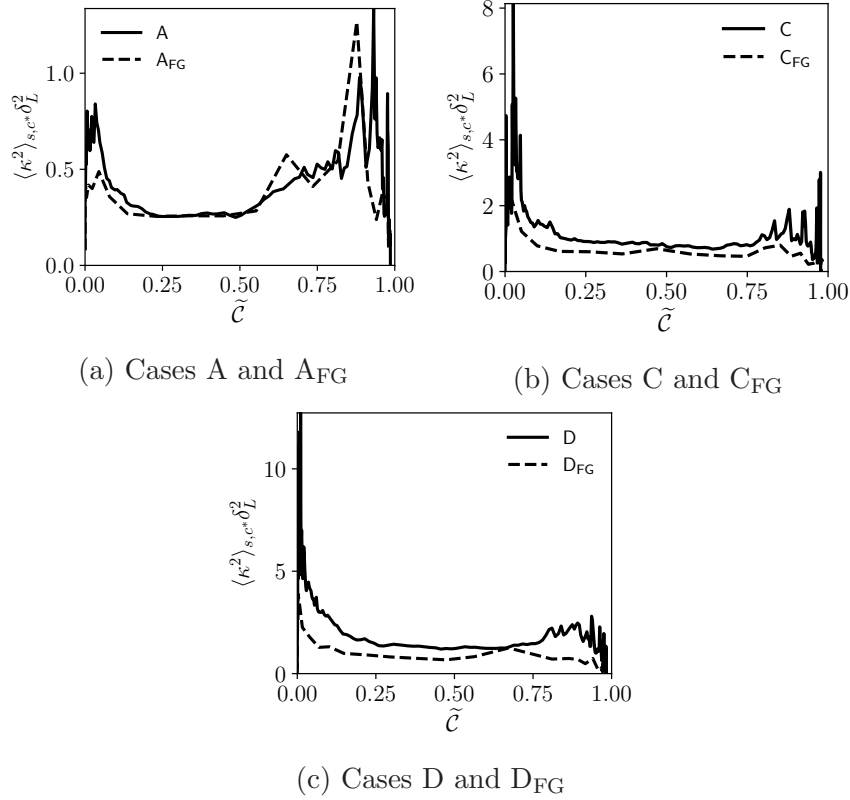 A
A_FG
1.0
0.5
0.0
⟨κ²⟩_{s,c*} δ_L²
0.00 0.25 0.50 0.75 1.00
C̃
(a) Cases A and A_FG
C
C_FG
8
6
4
2
0
⟨κ²⟩_{s,c*} δ_L²
0.00 0.25 0.50 0.75 1.00
C̃
(b) Cases C and C_FG
D
D_FG
10
5
0
⟨κ²⟩_{s,c*} δ_L²
0.00 0.25 0.50 0.75 1.00
C̃
(c) Cases D and D_FG